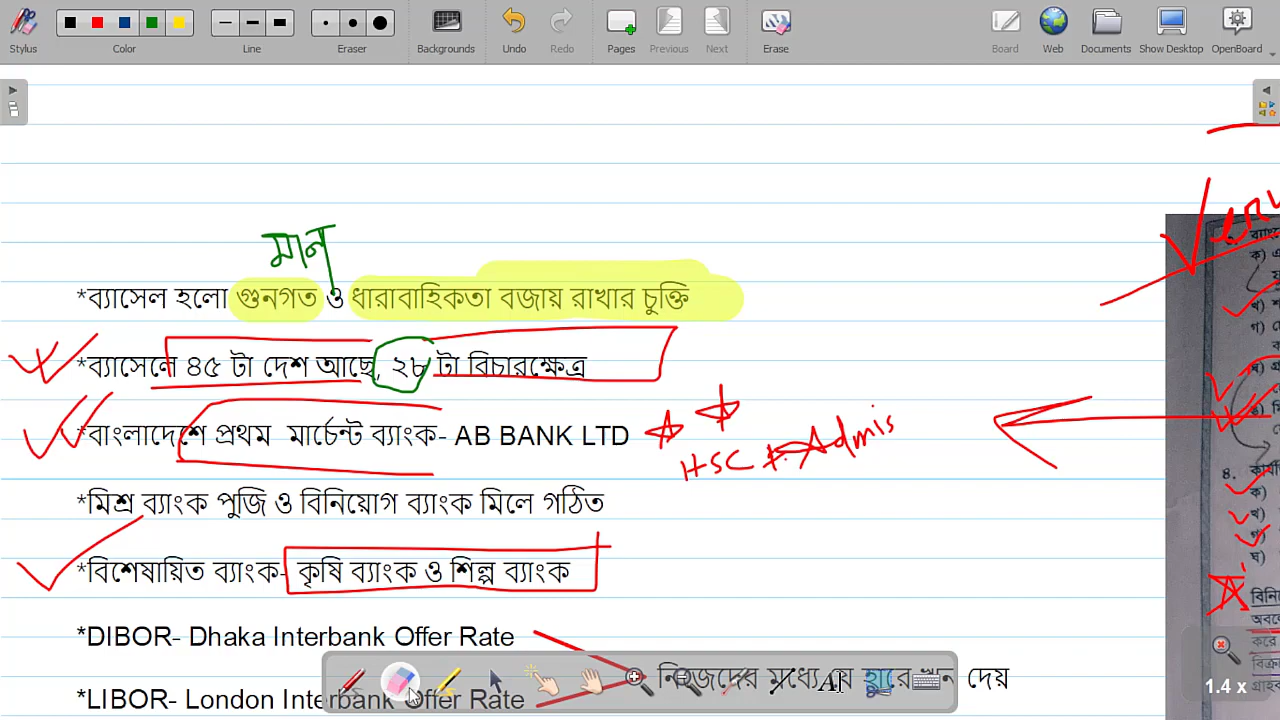 Stylus Color Line Eraser Backgrounds Undo Redo Pages Previous Next Erase Board Web Documents Show Desktop OpenBoard
মান
*ব্যাসেল হলো গুনগত ও ধারাবাহিকতা বজায় রাখার চুক্তি
*ব্যাসেলে ৪৫ টা দেশ আছে, ২৮ টা বিচারক্ষেত্র
*বাংলাদেশে প্রথম মার্চেন্ট ব্যাংক- AB BANK LTD
HSC Admis
*মিশ্র ব্যাংক পুজি ও বিনিয়োগ ব্যাংক মিলে গঠিত
*বিশেষায়িত ব্যাংক- কৃষি ব্যাংক ও শিল্প ব্যাংক
*DIBOR- Dhaka Interbank Offer Rate
নিজেদের মধ্যে যে হারে ঋন দেয়
*LIBOR- London Interbank Offer Rate
1.4 x